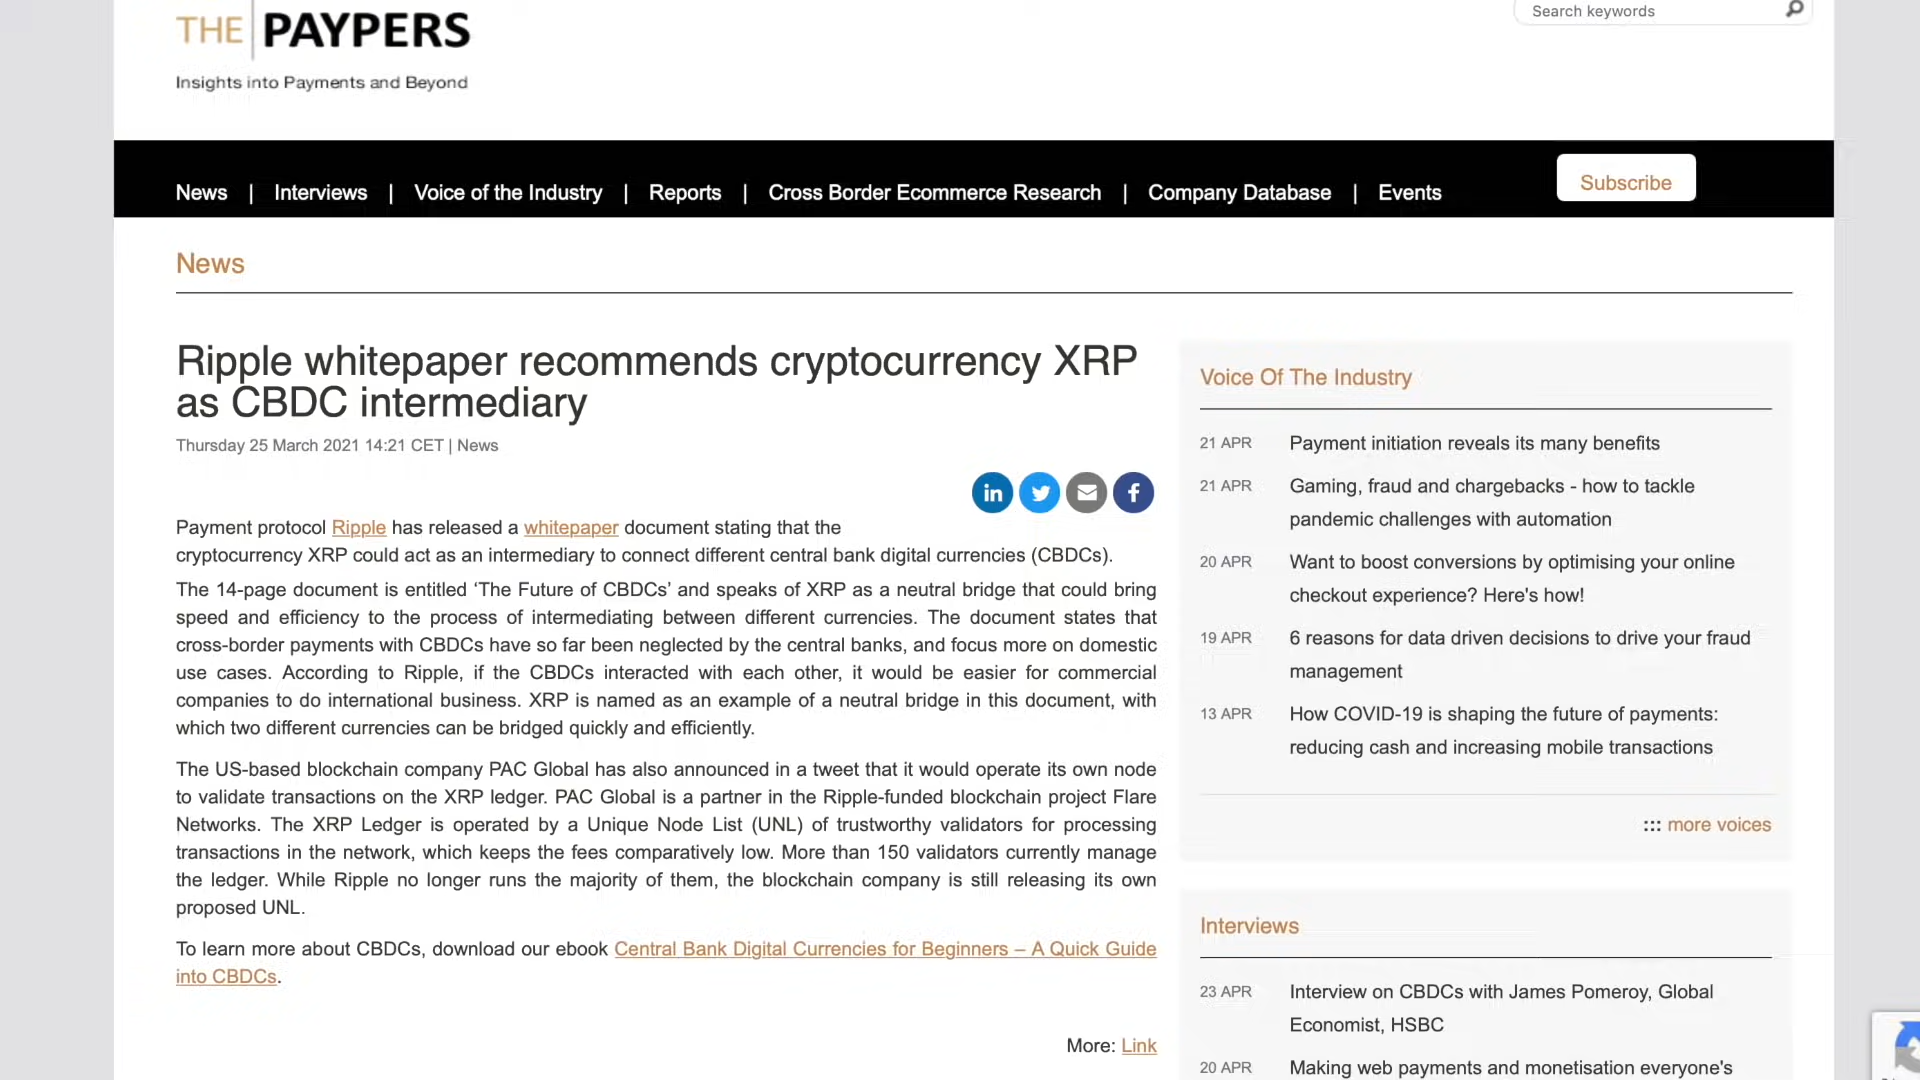 THE PAYPERS
Search keywords
Insights into Payments and Beyond
News | Interviews | Voice of the Industry | Reports | Cross Border Ecommerce Research | Company Database | Events
Subscribe
News
Ripple whitepaper recommends cryptocurrency XRP
as CBDC intermediary
Thursday 25 March 2021 14:21 CET | News
Payment protocol Ripple has released a whitepaper document stating that the
cryptocurrency XRP could act as an intermediary to connect different central bank digital currencies (CBDCs).
The 14-page document is entitled ‘The Future of CBDCs’ and speaks of XRP as a neutral bridge that could bring
speed and efficiency to the process of intermediating between different currencies. The document states that
cross-border payments with CBDCs have so far been neglected by the central banks, and focus more on domestic
use cases. According to Ripple, if the CBDCs interacted with each other, it would be easier for commercial
companies to do international business. XRP is named as an example of a neutral bridge in this document, with
which two different currencies can be bridged quickly and efficiently.
The US-based blockchain company PAC Global has also announced in a tweet that it would operate its own node
to validate transactions on the XRP ledger. PAC Global is a partner in the Ripple-funded blockchain project Flare
Networks. The XRP Ledger is operated by a Unique Node List (UNL) of trustworthy validators for processing
transactions in the network, which keeps the fees comparatively low. More than 150 validators currently manage
the ledger. While Ripple no longer runs the majority of them, the blockchain company is still releasing its own
proposed UNL.
To learn more about CBDCs, download our ebook Central Bank Digital Currencies for Beginners – A Quick Guide
into CBDCs.
More: Link
Voice Of The Industry
21 APR Payment initiation reveals its many benefits
21 APR Gaming, fraud and chargebacks - how to tackle
pandemic challenges with automation
20 APR Want to boost conversions by optimising your online
checkout experience? Here's how!
19 APR 6 reasons for data driven decisions to drive your fraud
management
13 APR How COVID-19 is shaping the future of payments:
reducing cash and increasing mobile transactions
::: more voices
Interviews
23 APR Interview on CBDCs with James Pomeroy, Global
Economist, HSBC
20 APR Making web payments and monetisation everyone's